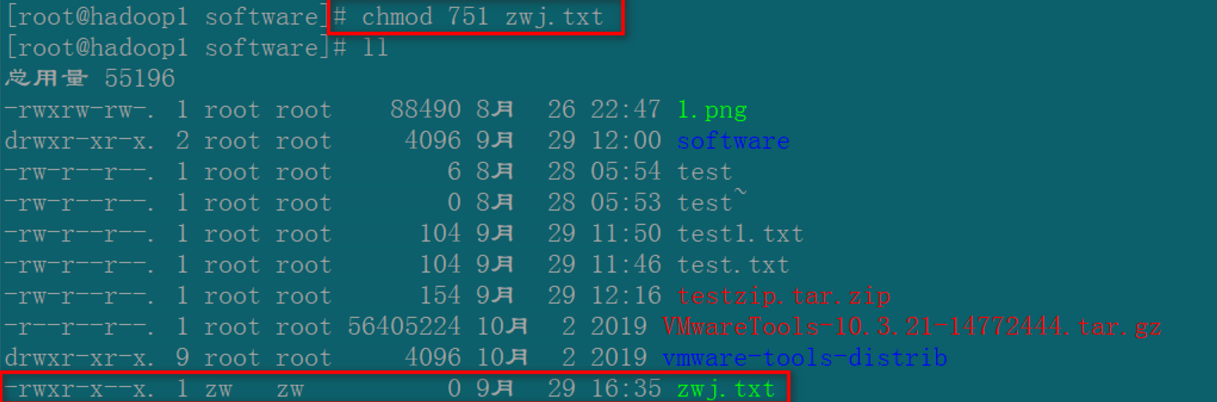 [root@hadoop1 software]# chmod 751 zwj.txt
[root@hadoop1 software]# ll
总用量 55196
-rwxrw-rw-. 1 root root 88490 8月 26 22:47 1.png
drwxr-xr-x. 2 root root 4096 9月 29 12:00 software
-rw-r--r--. 1 root root 6 8月 28 05:54 test
-rw-r--r--. 1 root root 0 8月 28 05:53 test~
-rw-r--r--. 1 root root 104 9月 29 11:50 test1.txt
-rw-r--r--. 1 root root 104 9月 29 11:46 test.txt
-rw-r--r--. 1 root root 154 9月 29 12:16 testzip.tar.zip
-r--r--r--. 1 root root 56405224 10月 2 2019 VMwareTools-10.3.21-14772444.tar.gz
drwxr-xr-x. 9 root root 4096 10月 2 2019 vmware-tools-distrib
-rwxr-x--x. 1 zw zw 0 9月 29 16:35 zwj.txt